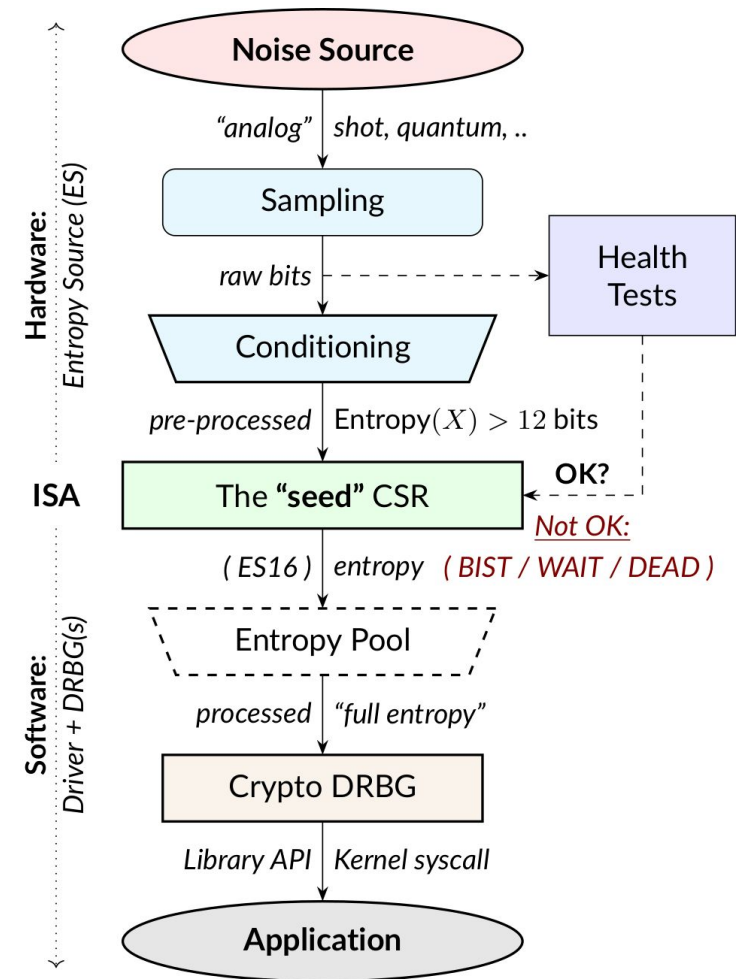 Noise Source
“analog” shot, quantum, ..
Sampling
raw bits
Health
Tests
Conditioning
pre-processed Entropy(X) > 12 bits
Hardware:
Entropy Source (ES)
ISA
The “seed” CSR
OK?
Not OK:
( ES16 ) entropy ( BIST / WAIT / DEAD )
Entropy Pool
processed “full entropy”
Software:
Driver + DRBG(s)
Crypto DRBG
Library API Kernel syscall
Application